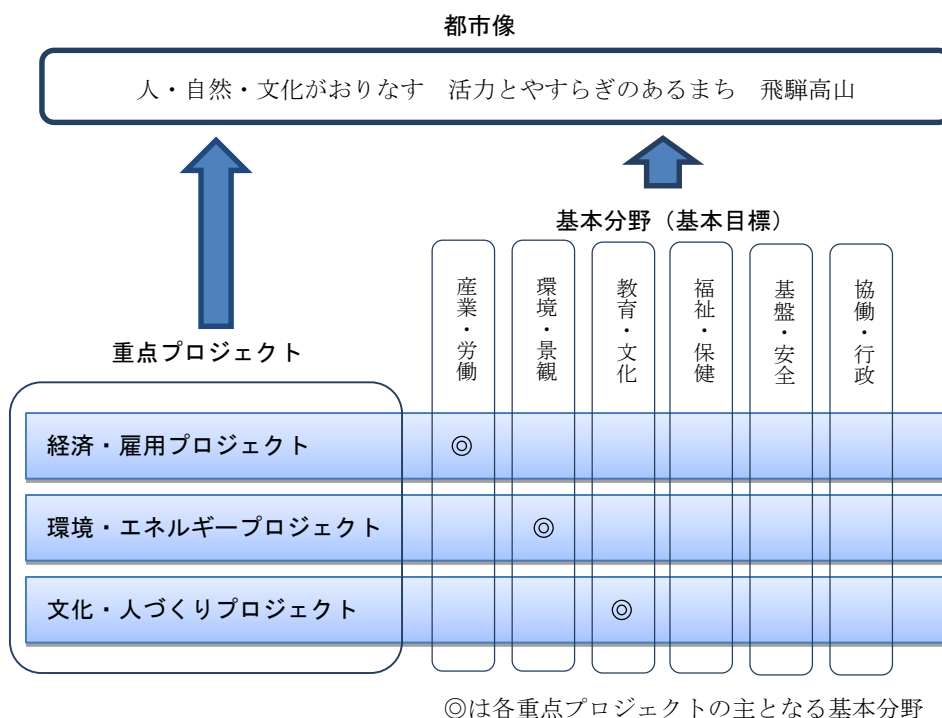 都市像
人・自然・文化がおりなす　活力とやすらぎのあるまち　飛騨高山
基本分野（基本目標）
産業・労働
環境・景観
教育・文化
福祉・保健
基盤・安全
協働・行政
重点プロジェクト
経済・雇用プロジェクト
◎
環境・エネルギープロジェクト
◎
文化・人づくりプロジェクト
◎
◎は各重点プロジェクトの主となる基本分野